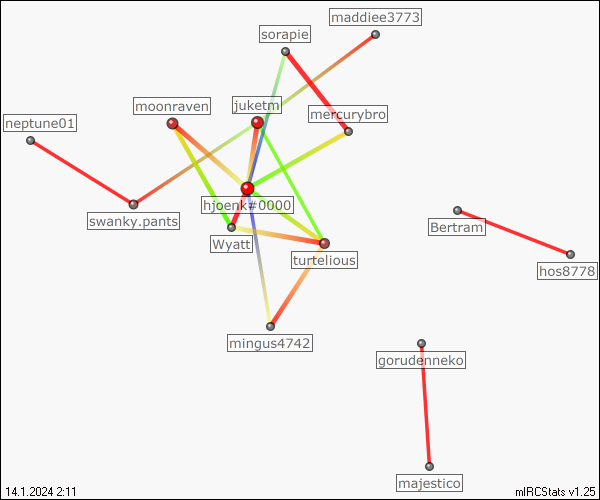 maddiee3773
sorapie
moonraven
juketm
mercurybro
neptune01
hjoenk#0000
swanky.pants
Bertram
Wyatt
turtelious
hos8778
mingus4742
gorudenneko
majestico
14.1.2024 2:11
mIRCStats v1.25